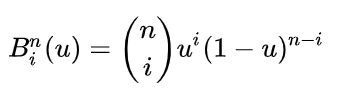 $B_i^n(u) = \binom{n}{i} u^i (1 - u)^{n-i}$